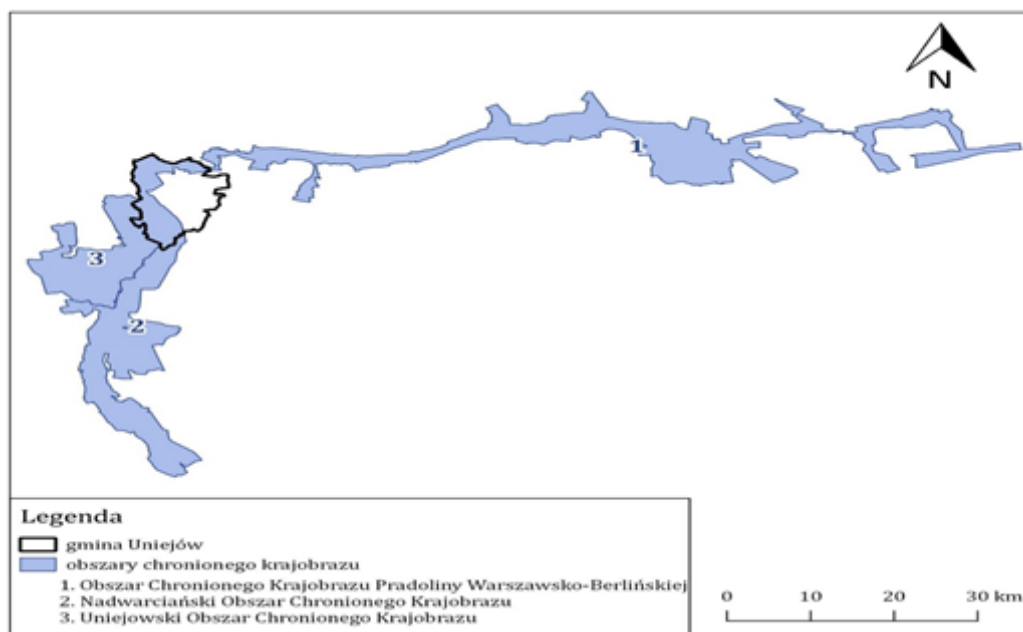 N
1
3
2
Legenda
gmina Uniejów
obszary chronionego krajobrazu
1. Obszar Chronionego Krajobrazu Pradoliny Warszawsko-Berlińskiej
2. Nadwarciański Obszar Chronionego Krajobrazu
3. Uniejowski Obszar Chronionego Krajobrazu
0 10 20 30 km